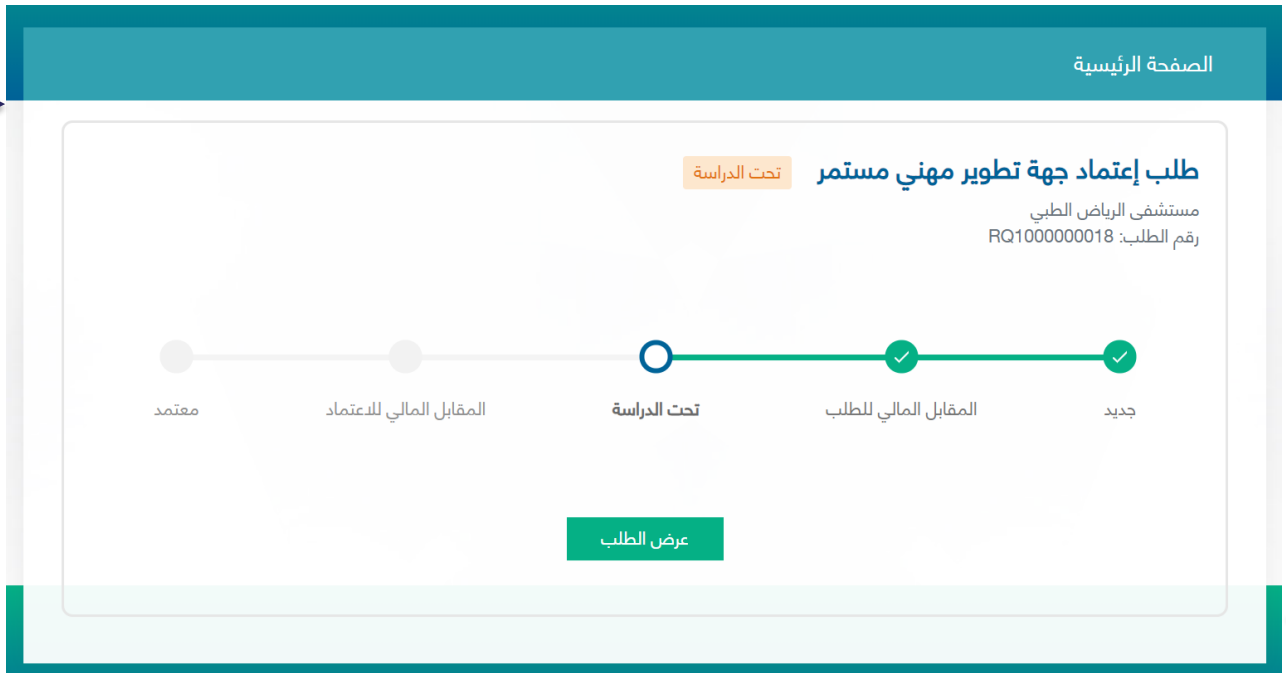 الصفحة الرئيسية
طلب إعتماد جهة تطوير مهني مستمر تحت الدراسة
مستشفى الرياض الطبي
رقم الطلب: RQ1000000018
جديد
المقابل المالي للطلب
تحت الدراسة
المقابل المالي للاعتماد
معتمد
عرض الطلب